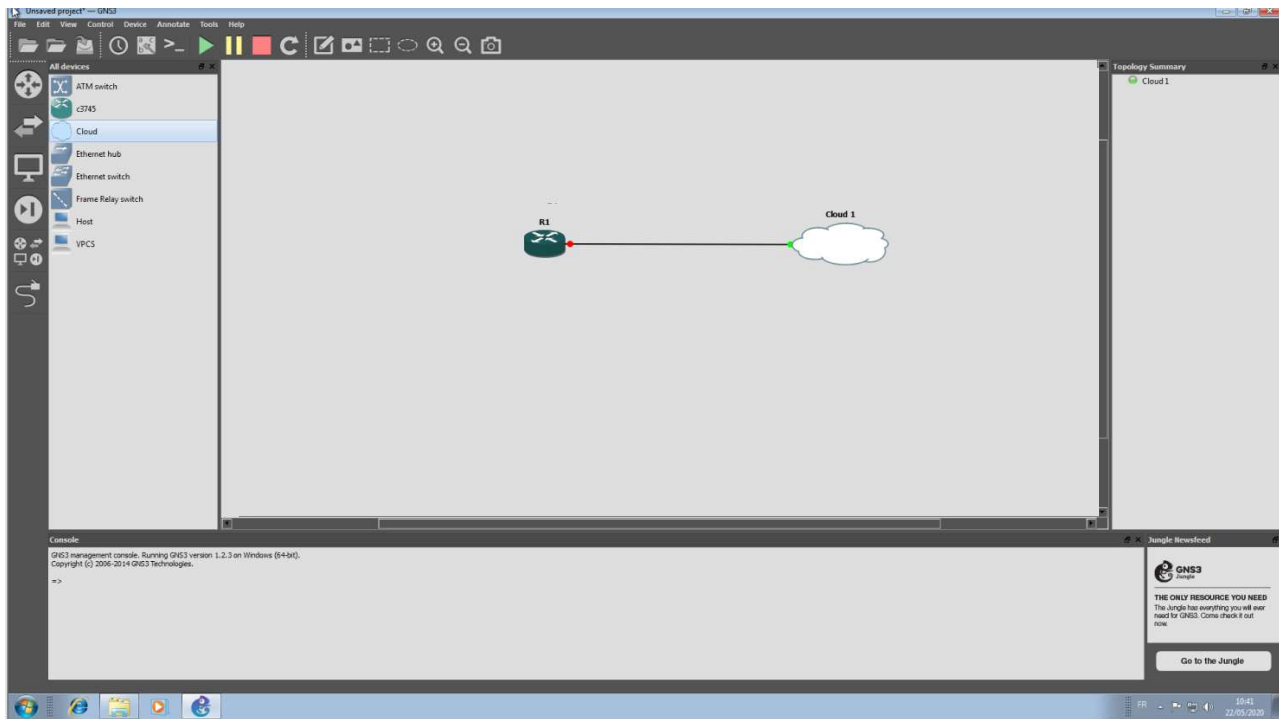 Unsaved project* — GNS3
File Edit View Control Device Annotate Tools Help
All devices
ATM switch
c3745
Cloud
Ethernet hub
Ethernet switch
Frame Relay switch
Host
VPCS
R1
Cloud 1
Topology Summary
Cloud 1
Console
GNS3 management console. Running GNS3 version 1.2.3 on Windows (64-bit).
Copyright (c) 2006-2014 GNS3 Technologies.
=>
Jungle Newsfeed
GNS3
Jungle
THE ONLY RESOURCE YOU NEED
The Jungle has everything you will ever
need for GNS3. Come check it out
now.
Go to the Jungle
FR
10:41
22/05/2020